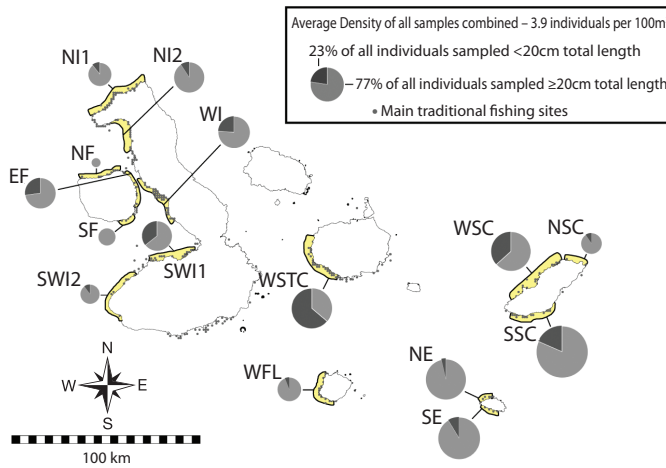 Average Density of all samples combined – 3.9 individuals per 100m
23% of all individuals sampled <20cm total length
77% of all individuals sampled ≥20cm total length
• Main traditional fishing sites
NI1
NI2
WI
NF
EF
SF
SWI1
SWI2
WSTC
WSC
NSC
SSC
NE
WFL
SE
N
W
E
S
100 km